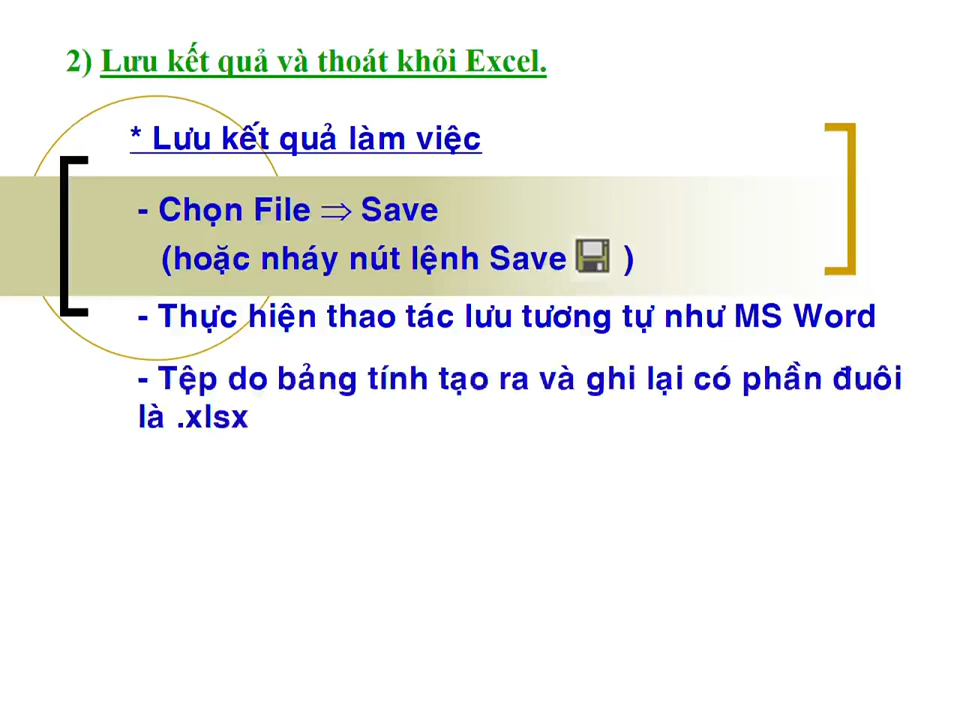 2) Lưu kết quả và thoát khỏi Excel.
* Lưu kết quả làm việc
- Chọn File ⇒ Save
(hoặc nháy nút lệnh Save )
- Thực hiện thao tác lưu tương tự như MS Word
- Tệp do bảng tính tạo ra và ghi lại có phần đuôi
là .xlsx